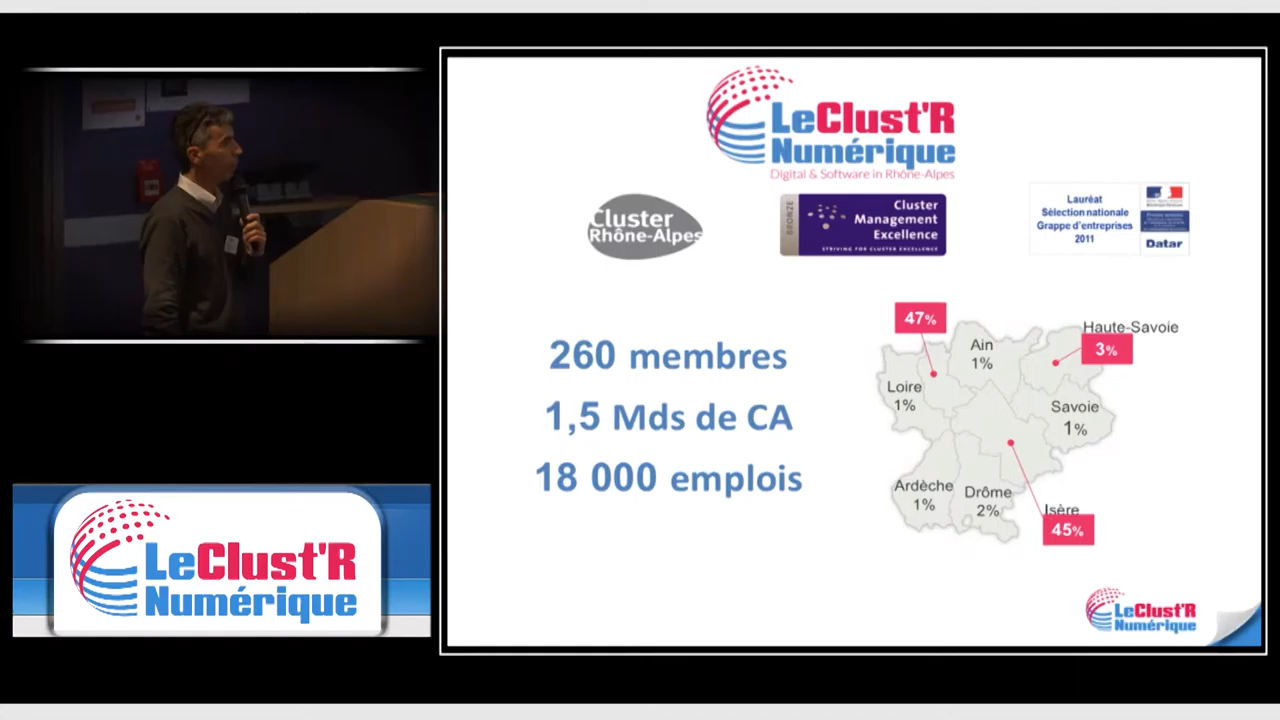 LeClust'R
Numérique
Digital & Software in Rhône-Alpes
Cluster
Rhône-Alpes
BRONZE
Cluster
Management
Excellence
STRIVING FOR CLUSTER EXCELLENCE
Lauréat
Sélection nationale
Grappe d'entreprises
2011
Datar
260 membres
1,5 Mds de CA
18 000 emplois
47%
Ain
1%
Haute-Savoie
3%
Loire
1%
Savoie
1%
Ardèche
1%
Drôme
2%
Isère
45%
LeClust'R
Numérique
LeClust'R
Numérique